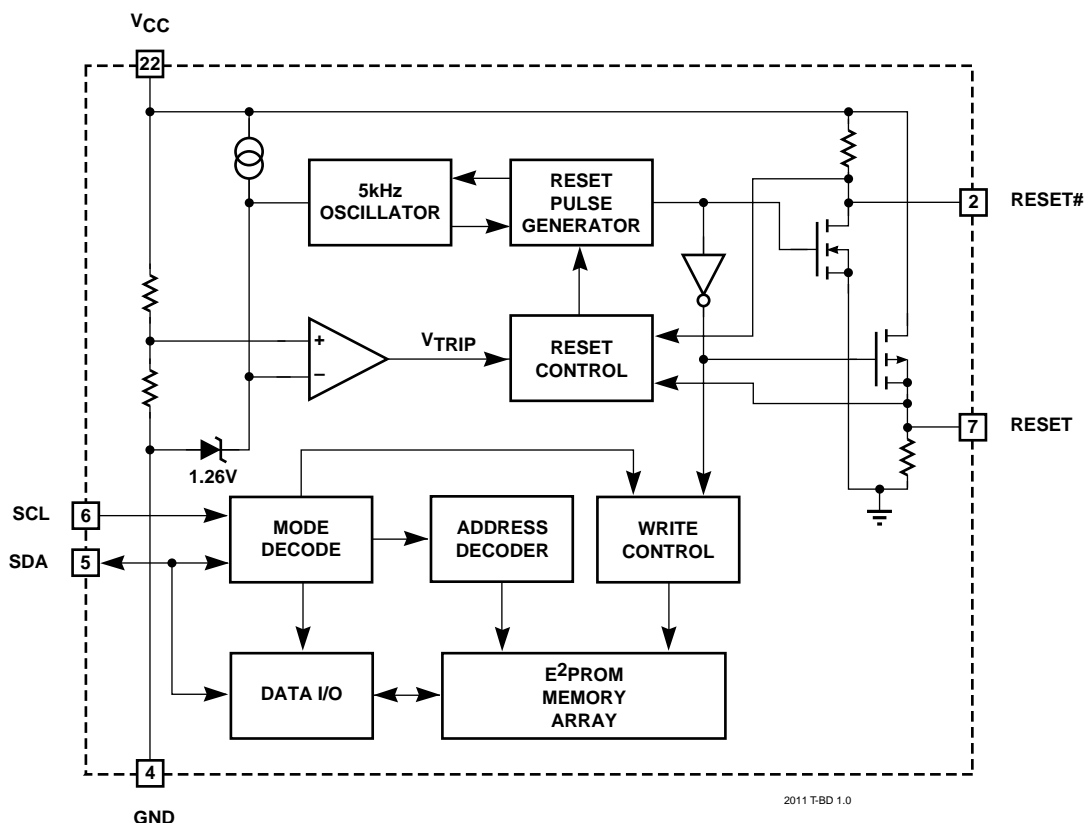 VCC
22
5kHz
OSCILLATOR
RESET
PULSE
GENERATOR
2
RESET#
+
–
VTRIP
RESET
CONTROL
7
RESET
1.26V
SCL
6
SDA
5
MODE
DECODE
ADDRESS
DECODER
WRITE
CONTROL
DATA I/O
E²PROM
MEMORY
ARRAY
4
GND
2011 T-BD 1.0